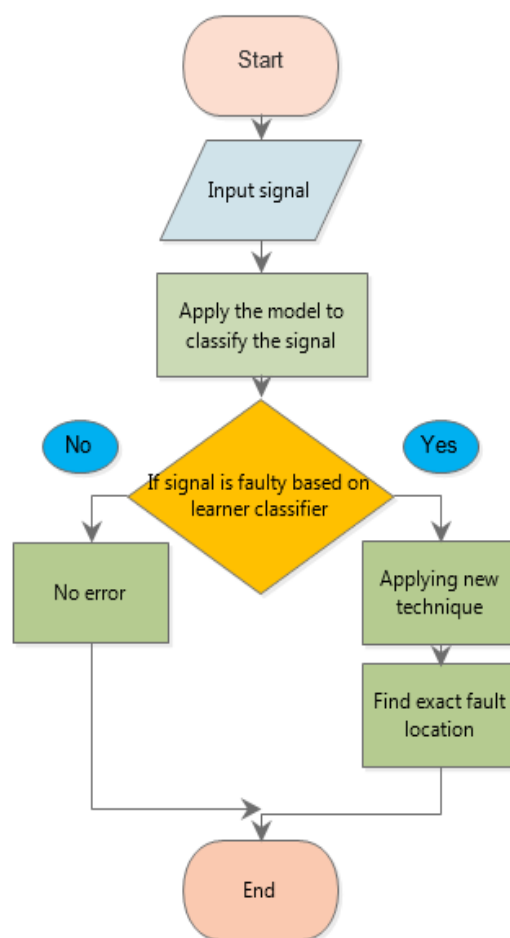 Start
Input signal
Apply the model to
classify the signal
No
Yes
If signal is faulty based on
learner classifier
No error
Applying new
technique
Find exact fault
location
End